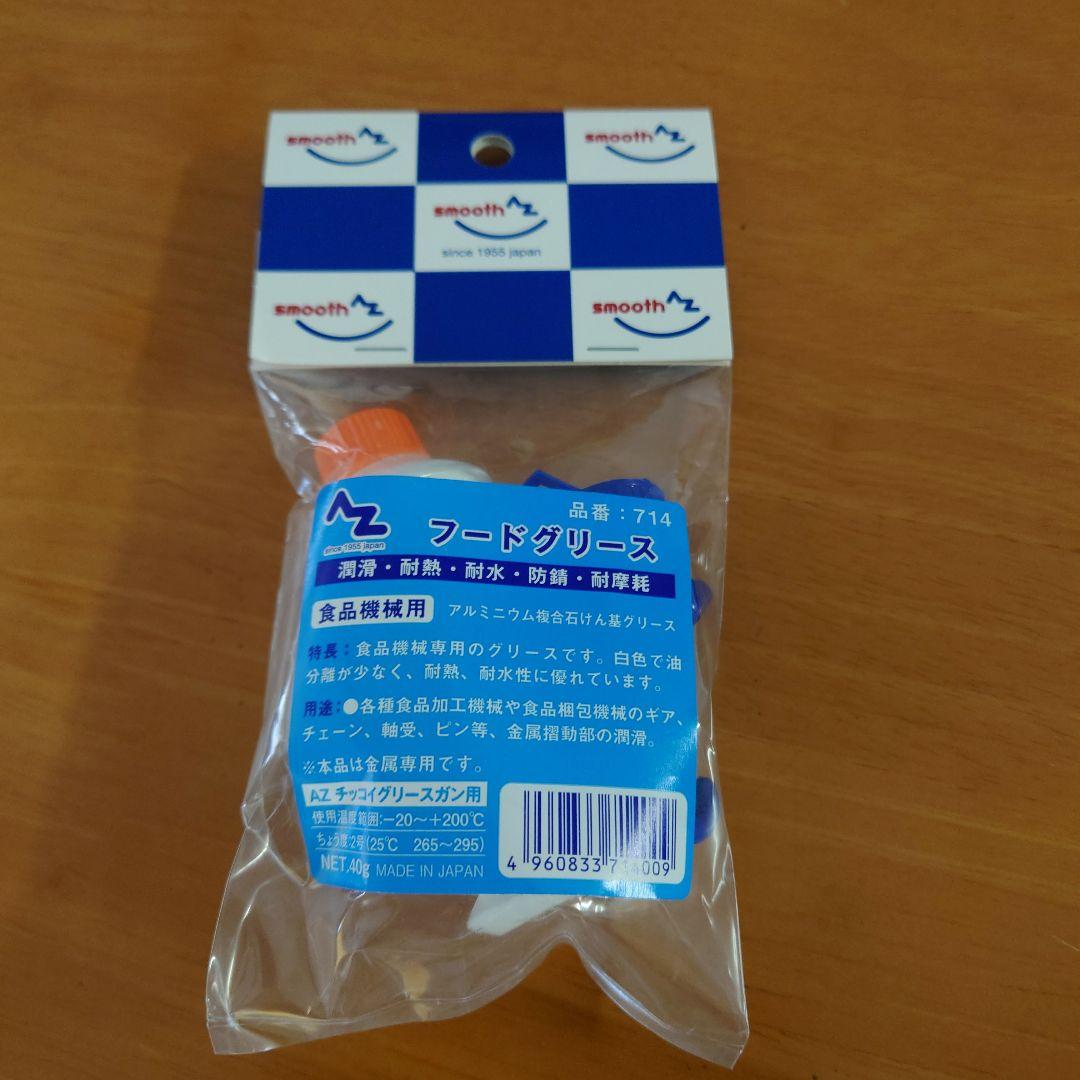 smooth AZ
smooth AZ
smooth AZ
since 1955 japan
smooth AZ
smooth AZ
AZ
since 1955 japan
品番：714
フードグリース
潤滑・耐熱・耐水・防錆・耐摩耗
食品機械用 アルミニウム複合石けん基グリース
特長：食品機械専用のグリースです。白色で油
分離が少なく、耐熱、耐水性に優れています。
用途：●各種食品加工機械や食品梱包機械のギア、
チェーン、軸受、ピン等、金属摺動部の潤滑。
※本品は金属専用です。
AZ チッコイグリースガン用
使用温度範囲:−20～+200℃
ちょう度:2号(25℃ 265～295)
NET.40g MADE IN JAPAN
4 960833 714009